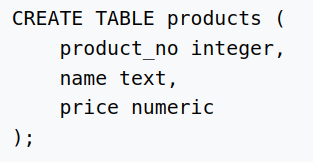 CREATE TABLE products (
    product_no integer,
    name text,
    price numeric
);